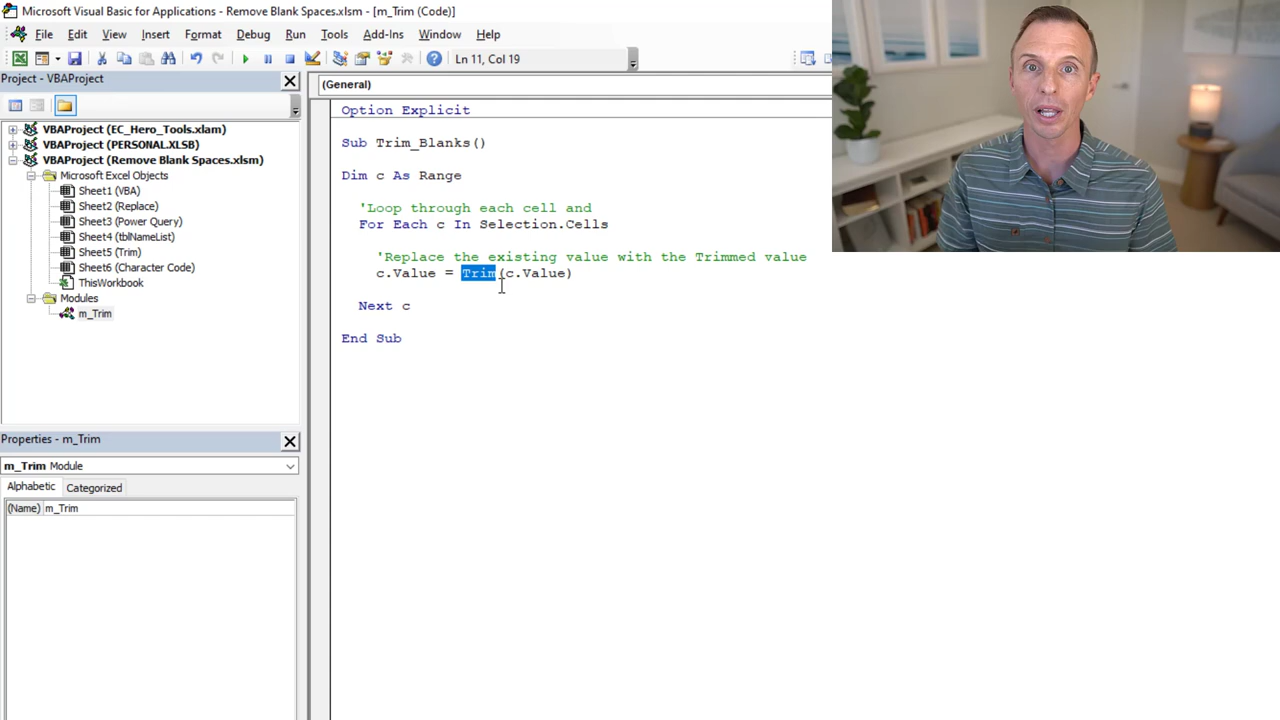 Microsoft Visual Basic for Applications - Remove Blank Spaces.xlsm - [m_Trim (Code)]
File Edit View Insert Format Debug Run Tools Add-Ins Window Help
Ln 11, Col 19
Project - VBAProject
VBAProject (EC_Hero_Tools.xlam)
VBAProject (PERSONAL.XLSB)
VBAProject (Remove Blank Spaces.xlsm)
Microsoft Excel Objects
Sheet1 (VBA)
Sheet2 (Replace)
Sheet3 (Power Query)
Sheet4 (tblNameList)
Sheet5 (Trim)
Sheet6 (Character Code)
ThisWorkbook
Modules
m_Trim
Properties - m_Trim
m_Trim Module
Alphabetic Categorized
(Name) m_Trim
(General)
Option Explicit
Sub Trim_Blanks()
Dim c As Range
'Loop through each cell and
For Each c In Selection.Cells
'Replace the existing value with the Trimmed value
c.Value = Trim(c.Value)
Next c
End Sub